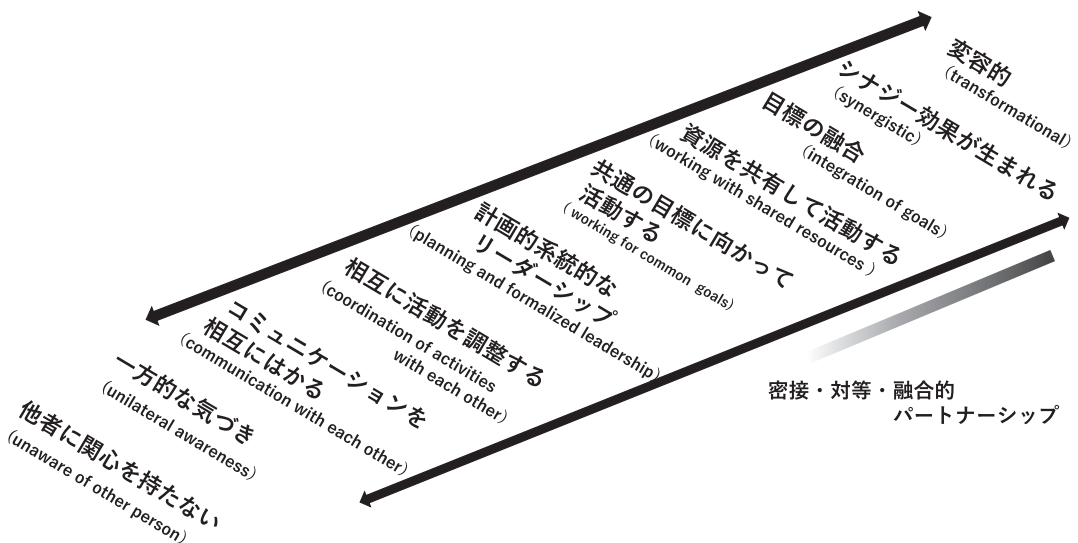 変容的
(transformational)
シナジー効果が生まれる
(synergistic)
目標の融合
(integration of goals)
資源を共有して活動する
(working with shared resources )
共通の目標に向かって
活動する
( working for common goals)
計画的系統的な
リーダーシップ
(planning and formalized leadership)
相互に活動を調整する
(coordination of activities
with each other)
コミュニケーションを
相互にはかる
(communication with each other)
一方的な気づき
(unilateral awareness)
他者に関心を持たない
(unaware of other person)
密接・対等・融合的
パートナーシップ